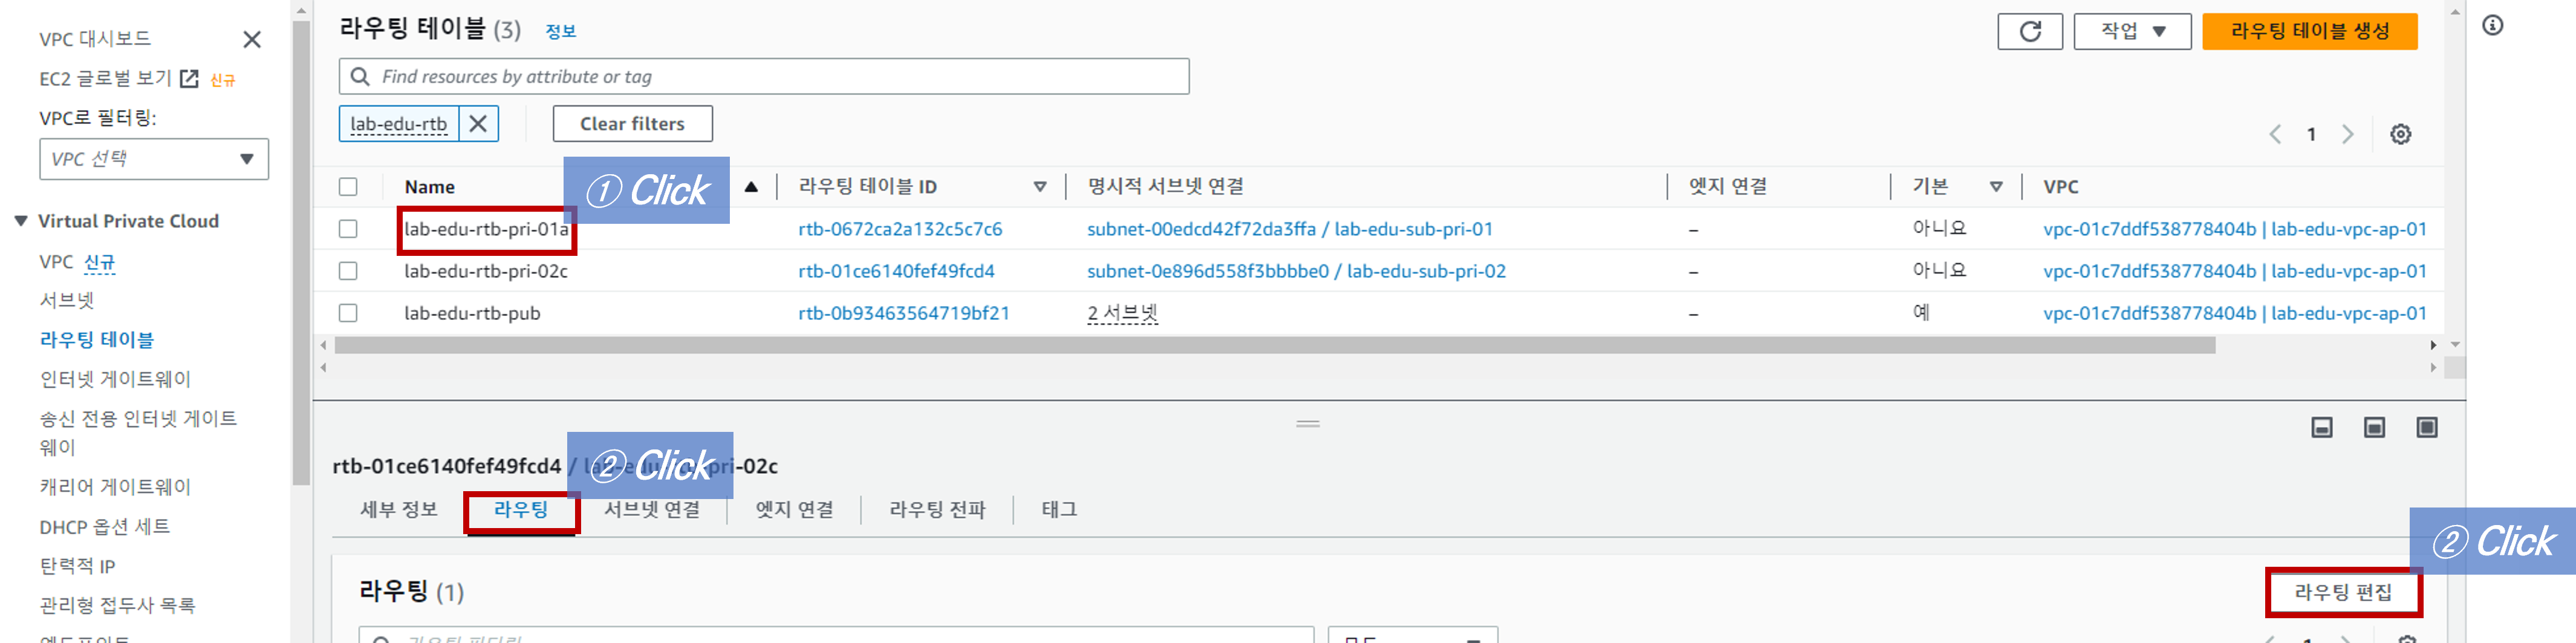 VPC 대시보드
EC2 글로벌 보기 신규
VPC로 필터링:
VPC 선택
Virtual Private Cloud
VPC 신규
서브넷
라우팅 테이블
인터넷 게이트웨이
송신 전용 인터넷 게이트
웨이
캐리어 게이트웨이
DHCP 옵션 세트
탄력적 IP
관리형 접두사 목록
라우팅 테이블 (3) 정보
작업
라우팅 테이블 생성
Find resources by attribute or tag
lab-edu-rtb
Clear filters
1
Name 라우팅 테이블 ID 명시적 서브넷 연결 엣지 연결 기본 VPC
① Click
lab-edu-rtb-pri-01a rtb-0672ca2a132c5c7c6 subnet-00edcd42f72da3ffa / lab-edu-sub-pri-01 – 아니요 vpc-01c7ddf538778404b | lab-edu-vpc-ap-01
lab-edu-rtb-pri-02c rtb-01ce6140fef49fcd4 subnet-0e896d558f3bbbbe0 / lab-edu-sub-pri-02 – 아니요 vpc-01c7ddf538778404b | lab-edu-vpc-ap-01
lab-edu-rtb-pub rtb-0b93463564719bf21 2 서브넷 – 예 vpc-01c7ddf538778404b | lab-edu-vpc-ap-01
rtb-01ce6140fef49fcd4 / lab-edu-rtb-pri-02c
② Click
세부 정보 라우팅 서브넷 연결 엣지 연결 라우팅 전파 태그
② Click
라우팅 (1)
라우팅 편집